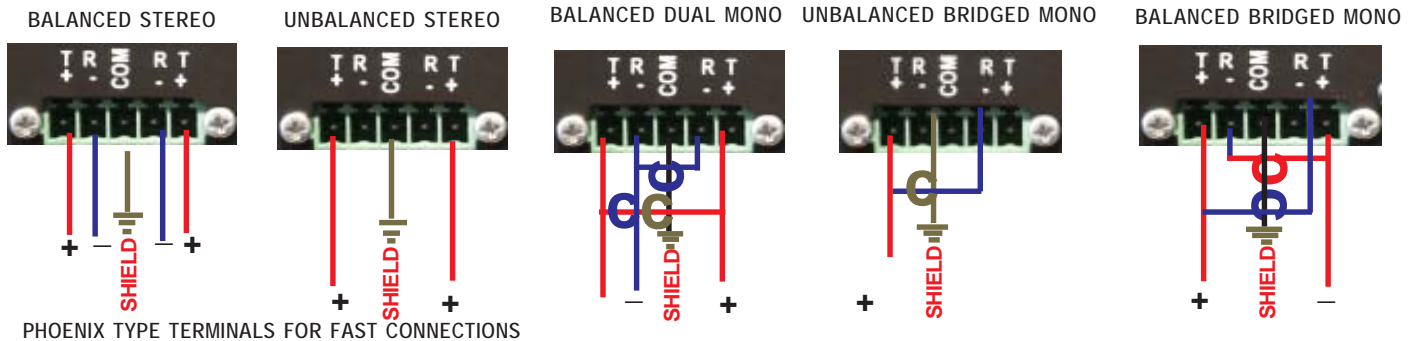 BALANCED STEREO
UNBALANCED STEREO
BALANCED DUAL MONO
UNBALANCED BRIDGED MONO
BALANCED BRIDGED MONO
T R COM R T
+ - - +
T R COM R T
+ - - +
T R COM R T
+ - - +
T R COM R T
+ - - +
T R COM R T
+ - - +
C
C C
C
C
C
+ – – +
SHIELD
+ +
SHIELD
– +
SHIELD
+
SHIELD
+ –
SHIELD
PHOENIX TYPE TERMINALS FOR FAST CONNECTIONS